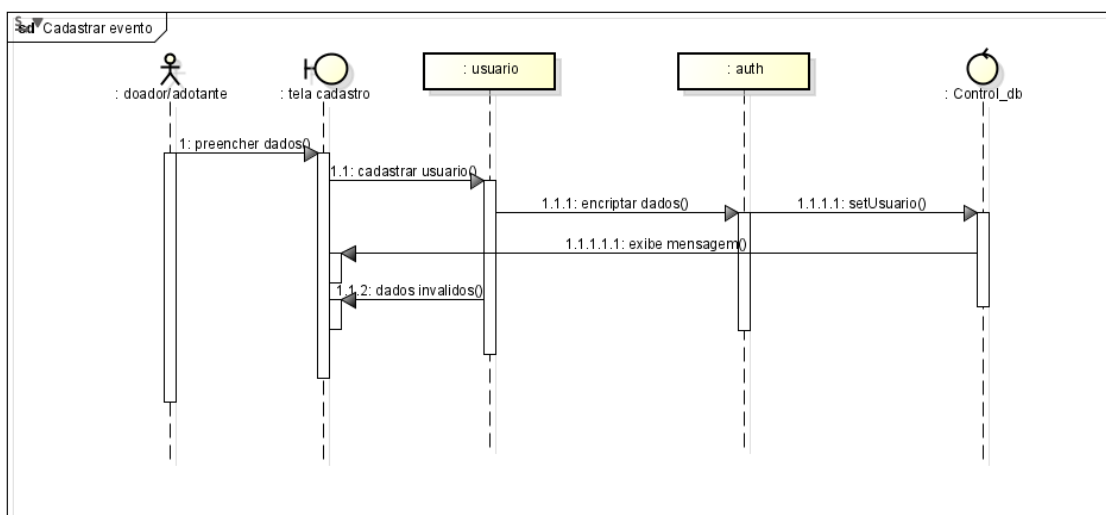 sd Cadastrar evento
: doador/adotante
: tela cadastro
: usuario
: auth
: Control_db
1: preencher dados()
1.1: cadastrar usuario()
1.1.1: encriptar dados()
1.1.1.1: setUsuario()
1.1.1.1.1: exibe mensagem()
1.1.2: dados invalidos()